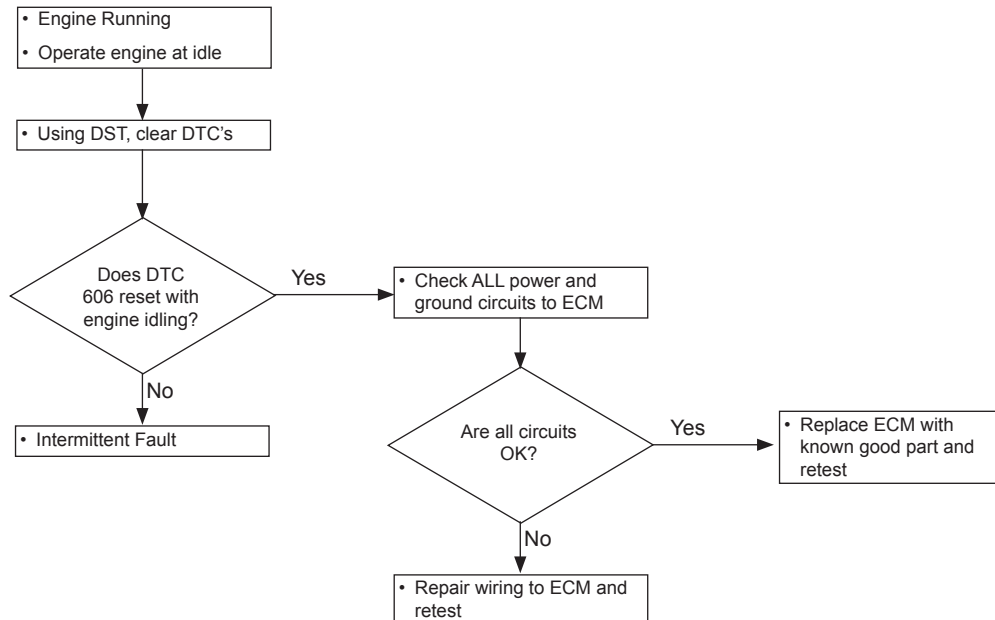 • Engine Running
• Operate engine at idle
• Using DST, clear DTC's
Does DTC
606 reset with
engine idling?
Yes
No
• Intermittent Fault
• Check ALL power and
ground circuits to ECM
Are all circuits
OK?
Yes
No
• Replace ECM with
known good part and
retest
• Repair wiring to ECM and
retest